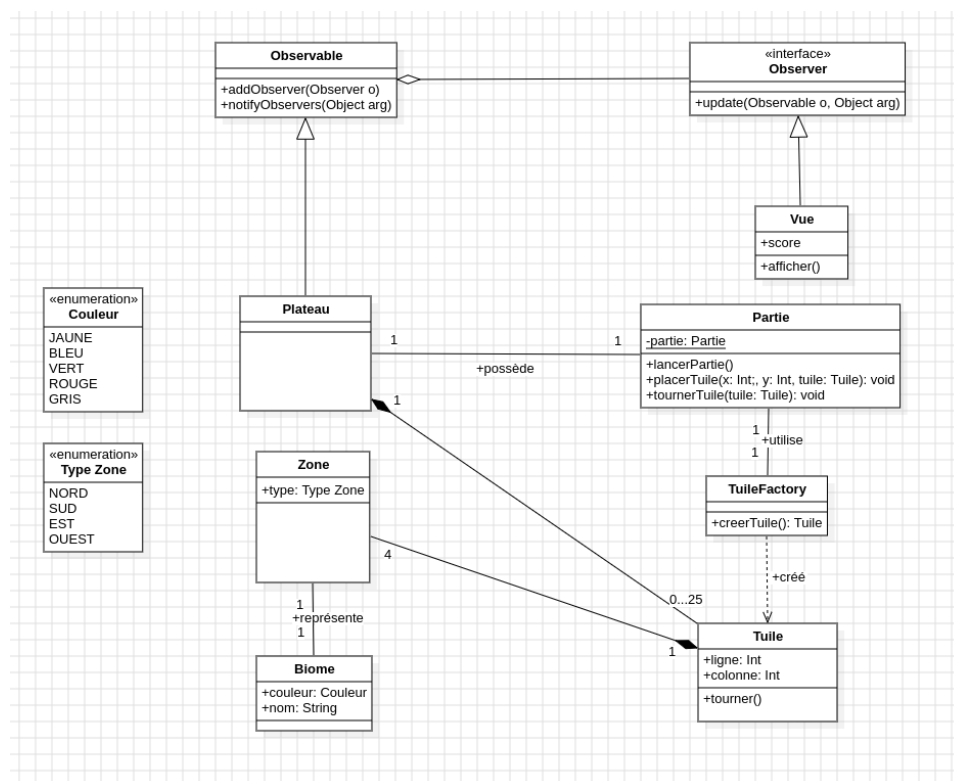 Observable
+addObserver(Observer o)
+notifyObservers(Object arg)
«interface»
Observer
+update(Observable o, Object arg)
Vue
+score
+afficher()
«enumeration»
Couleur
JAUNE
BLEU
VERT
ROUGE
GRIS
Plateau
1
1
+possède
Partie
-partie: Partie
+lancerPartie()
+placerTuile(x: Int;, y: Int, tuile: Tuile): void
+tournerTuile(tuile: Tuile): void
1
1
+utilise
1
«enumeration»
Type Zone
NORD
SUD
EST
OUEST
Zone
+type: Type Zone
TuileFactory
+creerTuile(): Tuile
4
+créé
0...25
1
+représente
1
1
Tuile
+ligne: Int
+colonne: Int
+tourner()
Biome
+couleur: Couleur
+nom: String